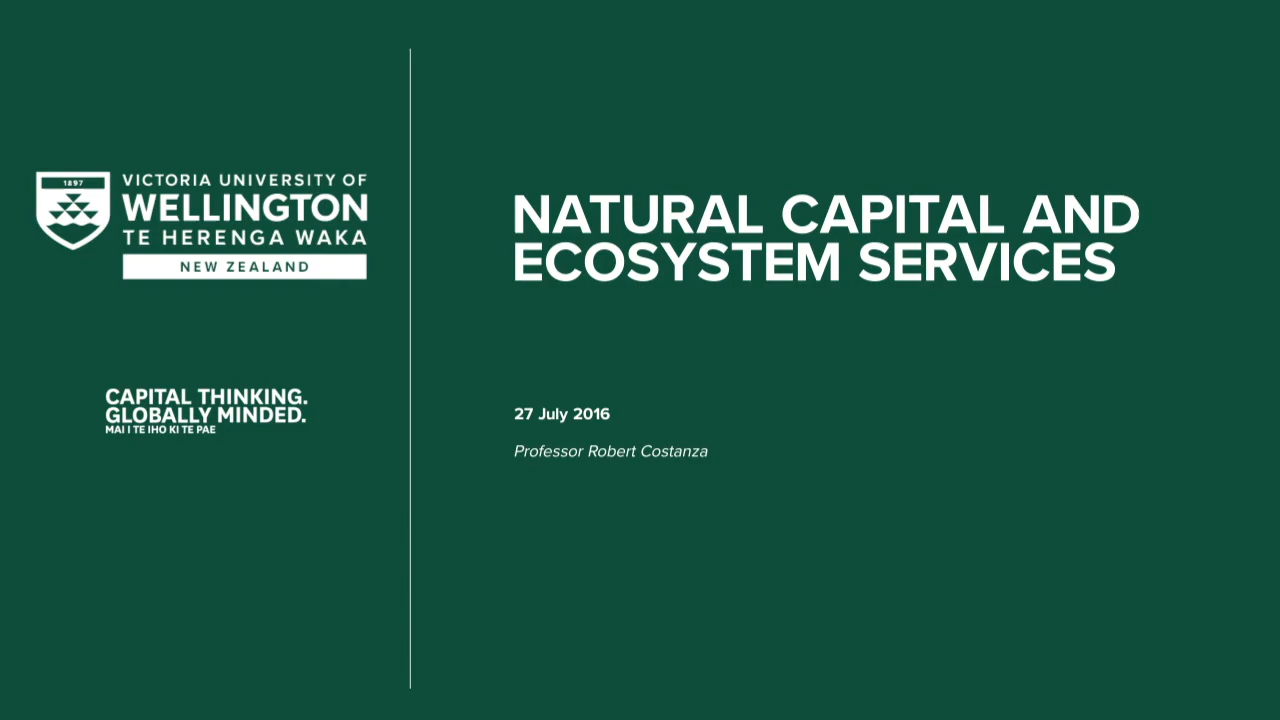 1897
VICTORIA UNIVERSITY OF
WELLINGTON
TE HERENGA WAKA
NEW ZEALAND
CAPITAL THINKING.
GLOBALLY MINDED.
MAI I TE IHO KI TE PAE
NATURAL CAPITAL AND
ECOSYSTEM SERVICES
27 July 2016
Professor Robert Costanza